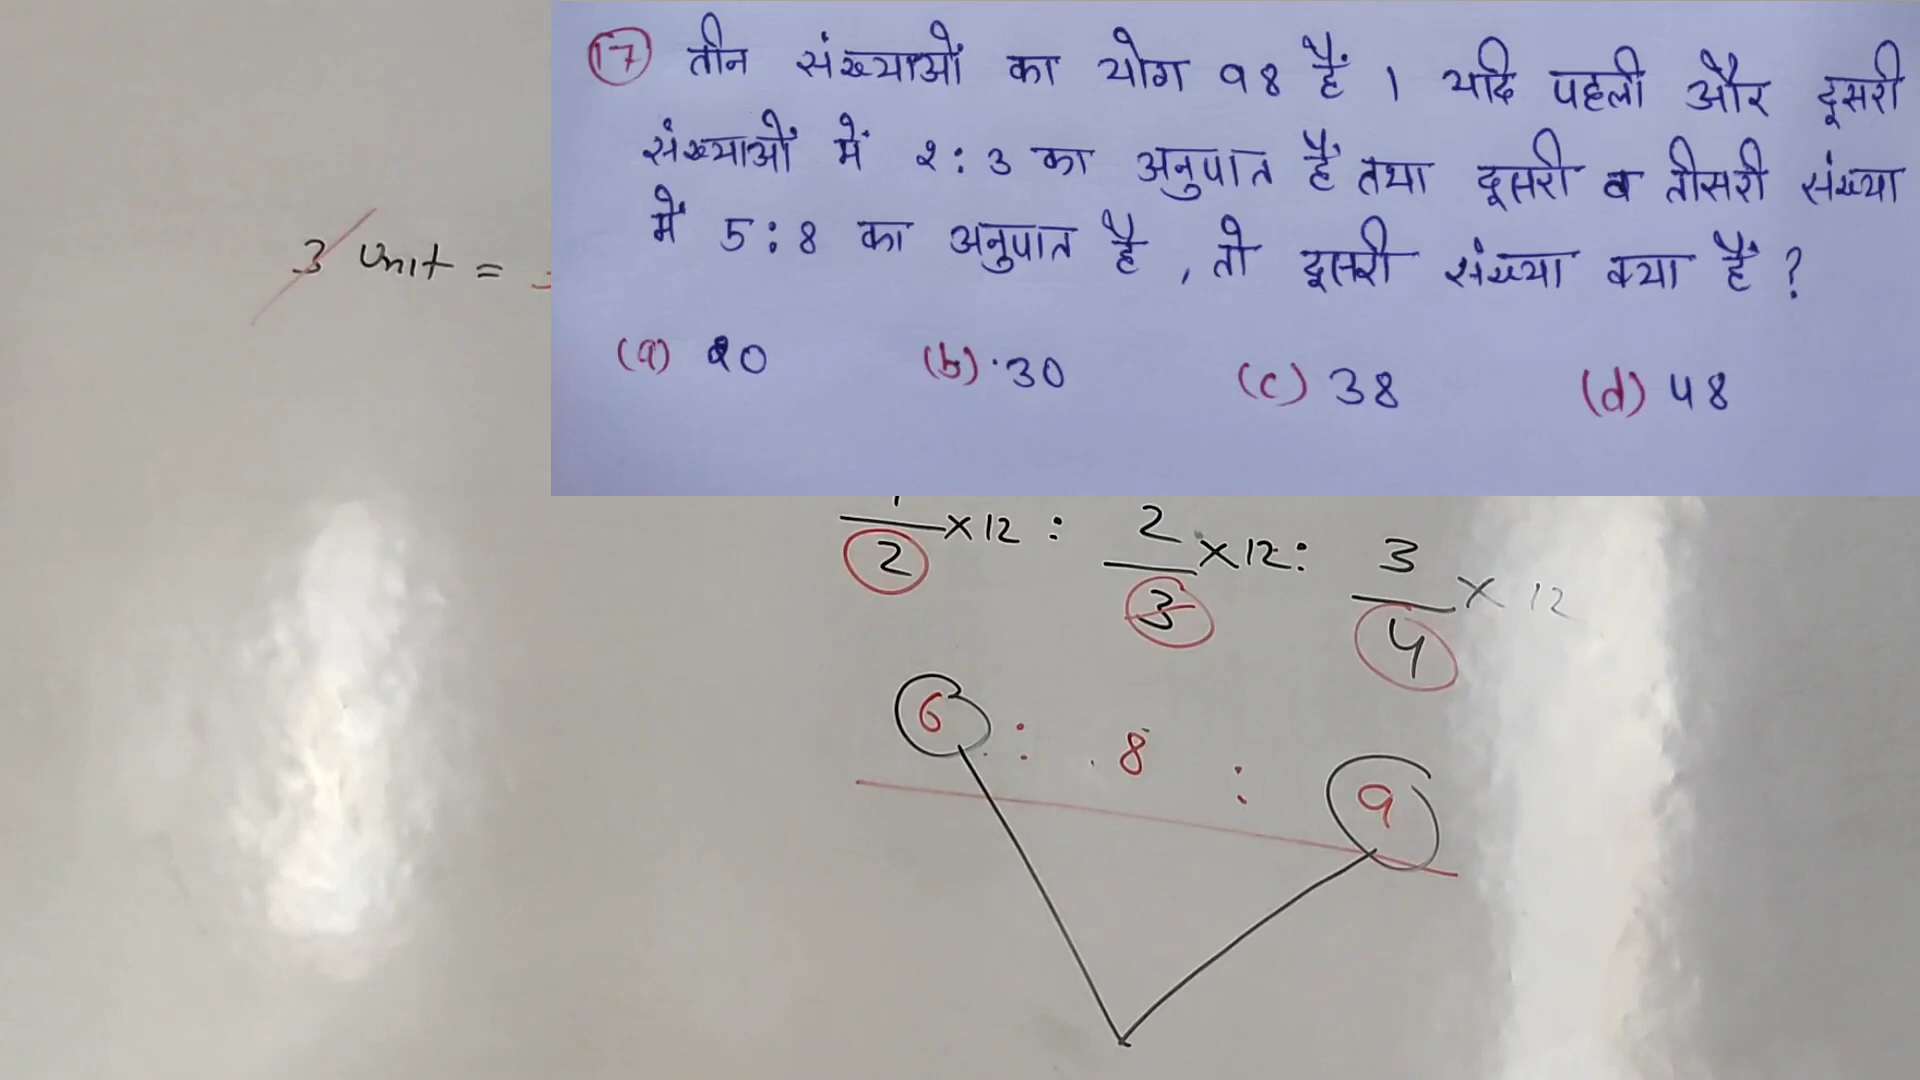 17 तीन संख्याओं का योग 98 हैं । यदि पहली और दूसरी
संख्याओं में 2:3 का अनुपात हैं तथा दूसरी व तीसरी संख्या
में 5:8 का अनुपात है , तो दूसरी संख्या क्या हैं ?
(a) 20 (b) 30 (c) 38 (d) 48
3 unit =
2 ×12 : 2/3 ×12 : 3/4 × 12
6 : 8 : 9